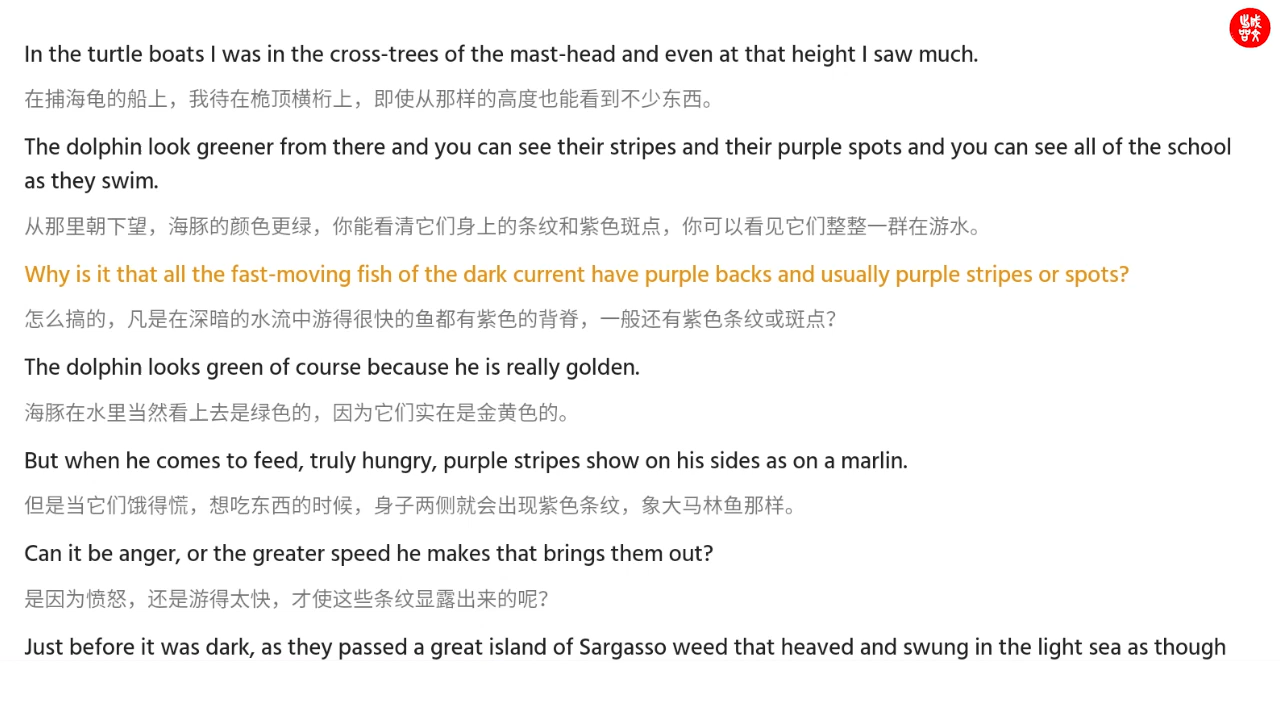 In the turtle boats I was in the cross-trees of the mast-head and even at that height I saw much.
在捕海龟的船上，我待在桅顶横桁上，即使从那样的高度也能看到不少东西。
The dolphin look greener from there and you can see their stripes and their purple spots and you can see all of the school
as they swim.
从那里朝下望，海豚的颜色更绿，你能看清它们身上的条纹和紫色斑点，你可以看见它们整整一群在游水。
Why is it that all the fast-moving fish of the dark current have purple backs and usually purple stripes or spots?
怎么搞的，凡是在深暗的水流中游得很快的鱼都有紫色的背脊，一般还有紫色条纹或斑点？
The dolphin looks green of course because he is really golden.
海豚在水里当然看上去是绿色的，因为它们实在是金黄色的。
But when he comes to feed, truly hungry, purple stripes show on his sides as on a marlin.
但是当它们饿得慌，想吃东西的时候，身子两侧就会出现紫色条纹，象大马林鱼那样。
Can it be anger, or the greater speed he makes that brings them out?
是因为愤怒，还是游得太快，才使这些条纹显露出来的呢？
Just before it was dark, as they passed a great island of Sargasso weed that heaved and swung in the light sea as though